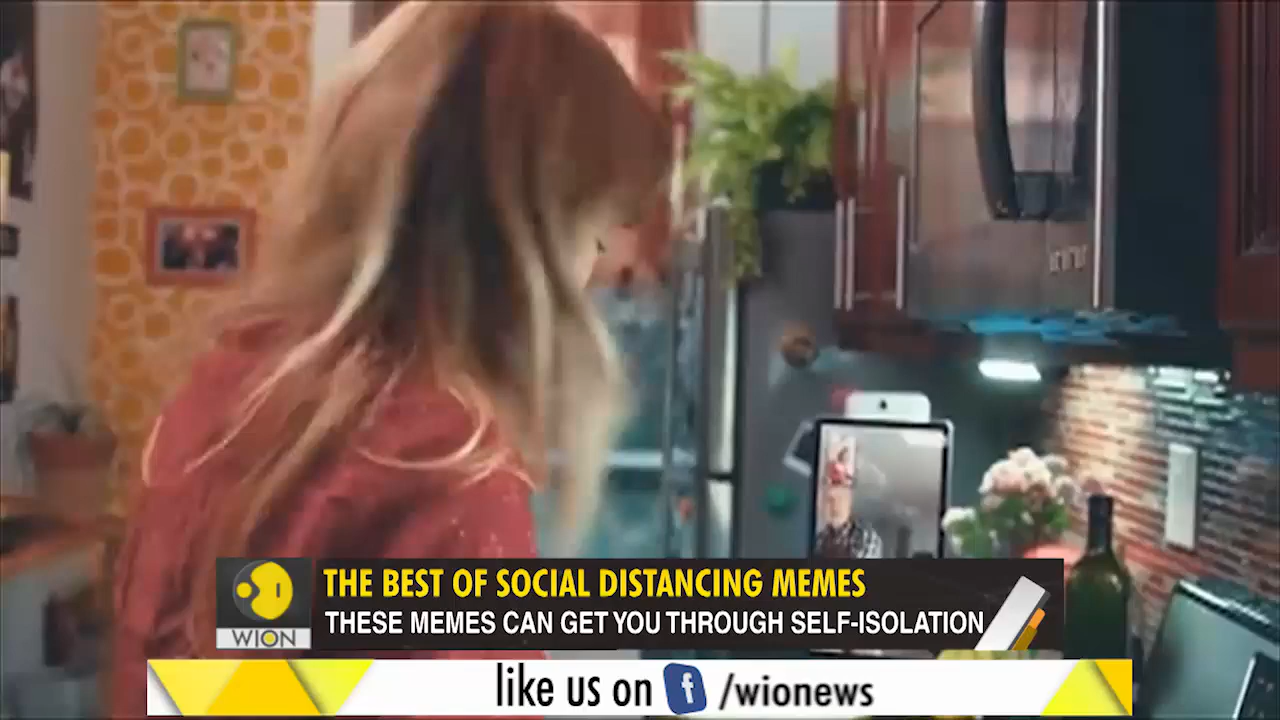 THE BEST OF SOCIAL DISTANCING MEMES
THESE MEMES CAN GET YOU THROUGH SELF-ISOLATION
WION
like us on f /wionews